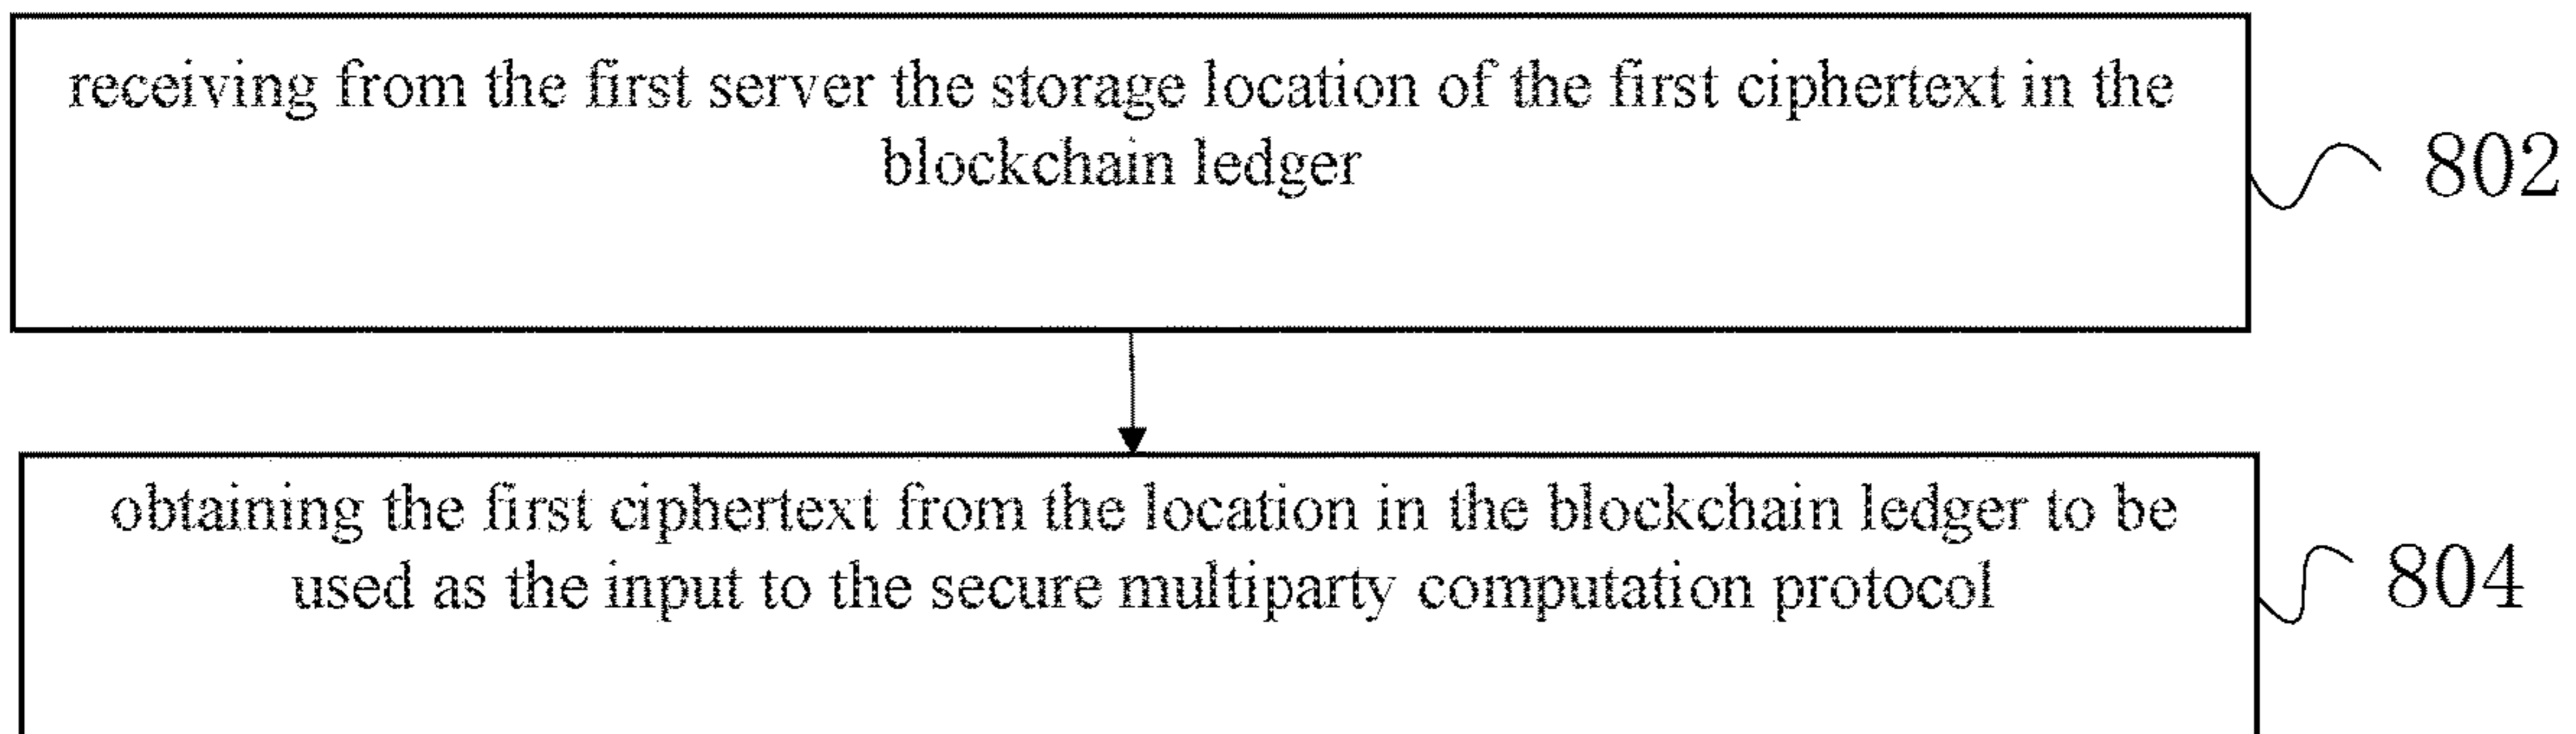 receiving from the first server the storage location of the first ciphertext in the
blockchain ledger
802
obtaining the first ciphertext from the location in the blockchain ledger to be
used as the input to the secure multiparty computation protocol
804